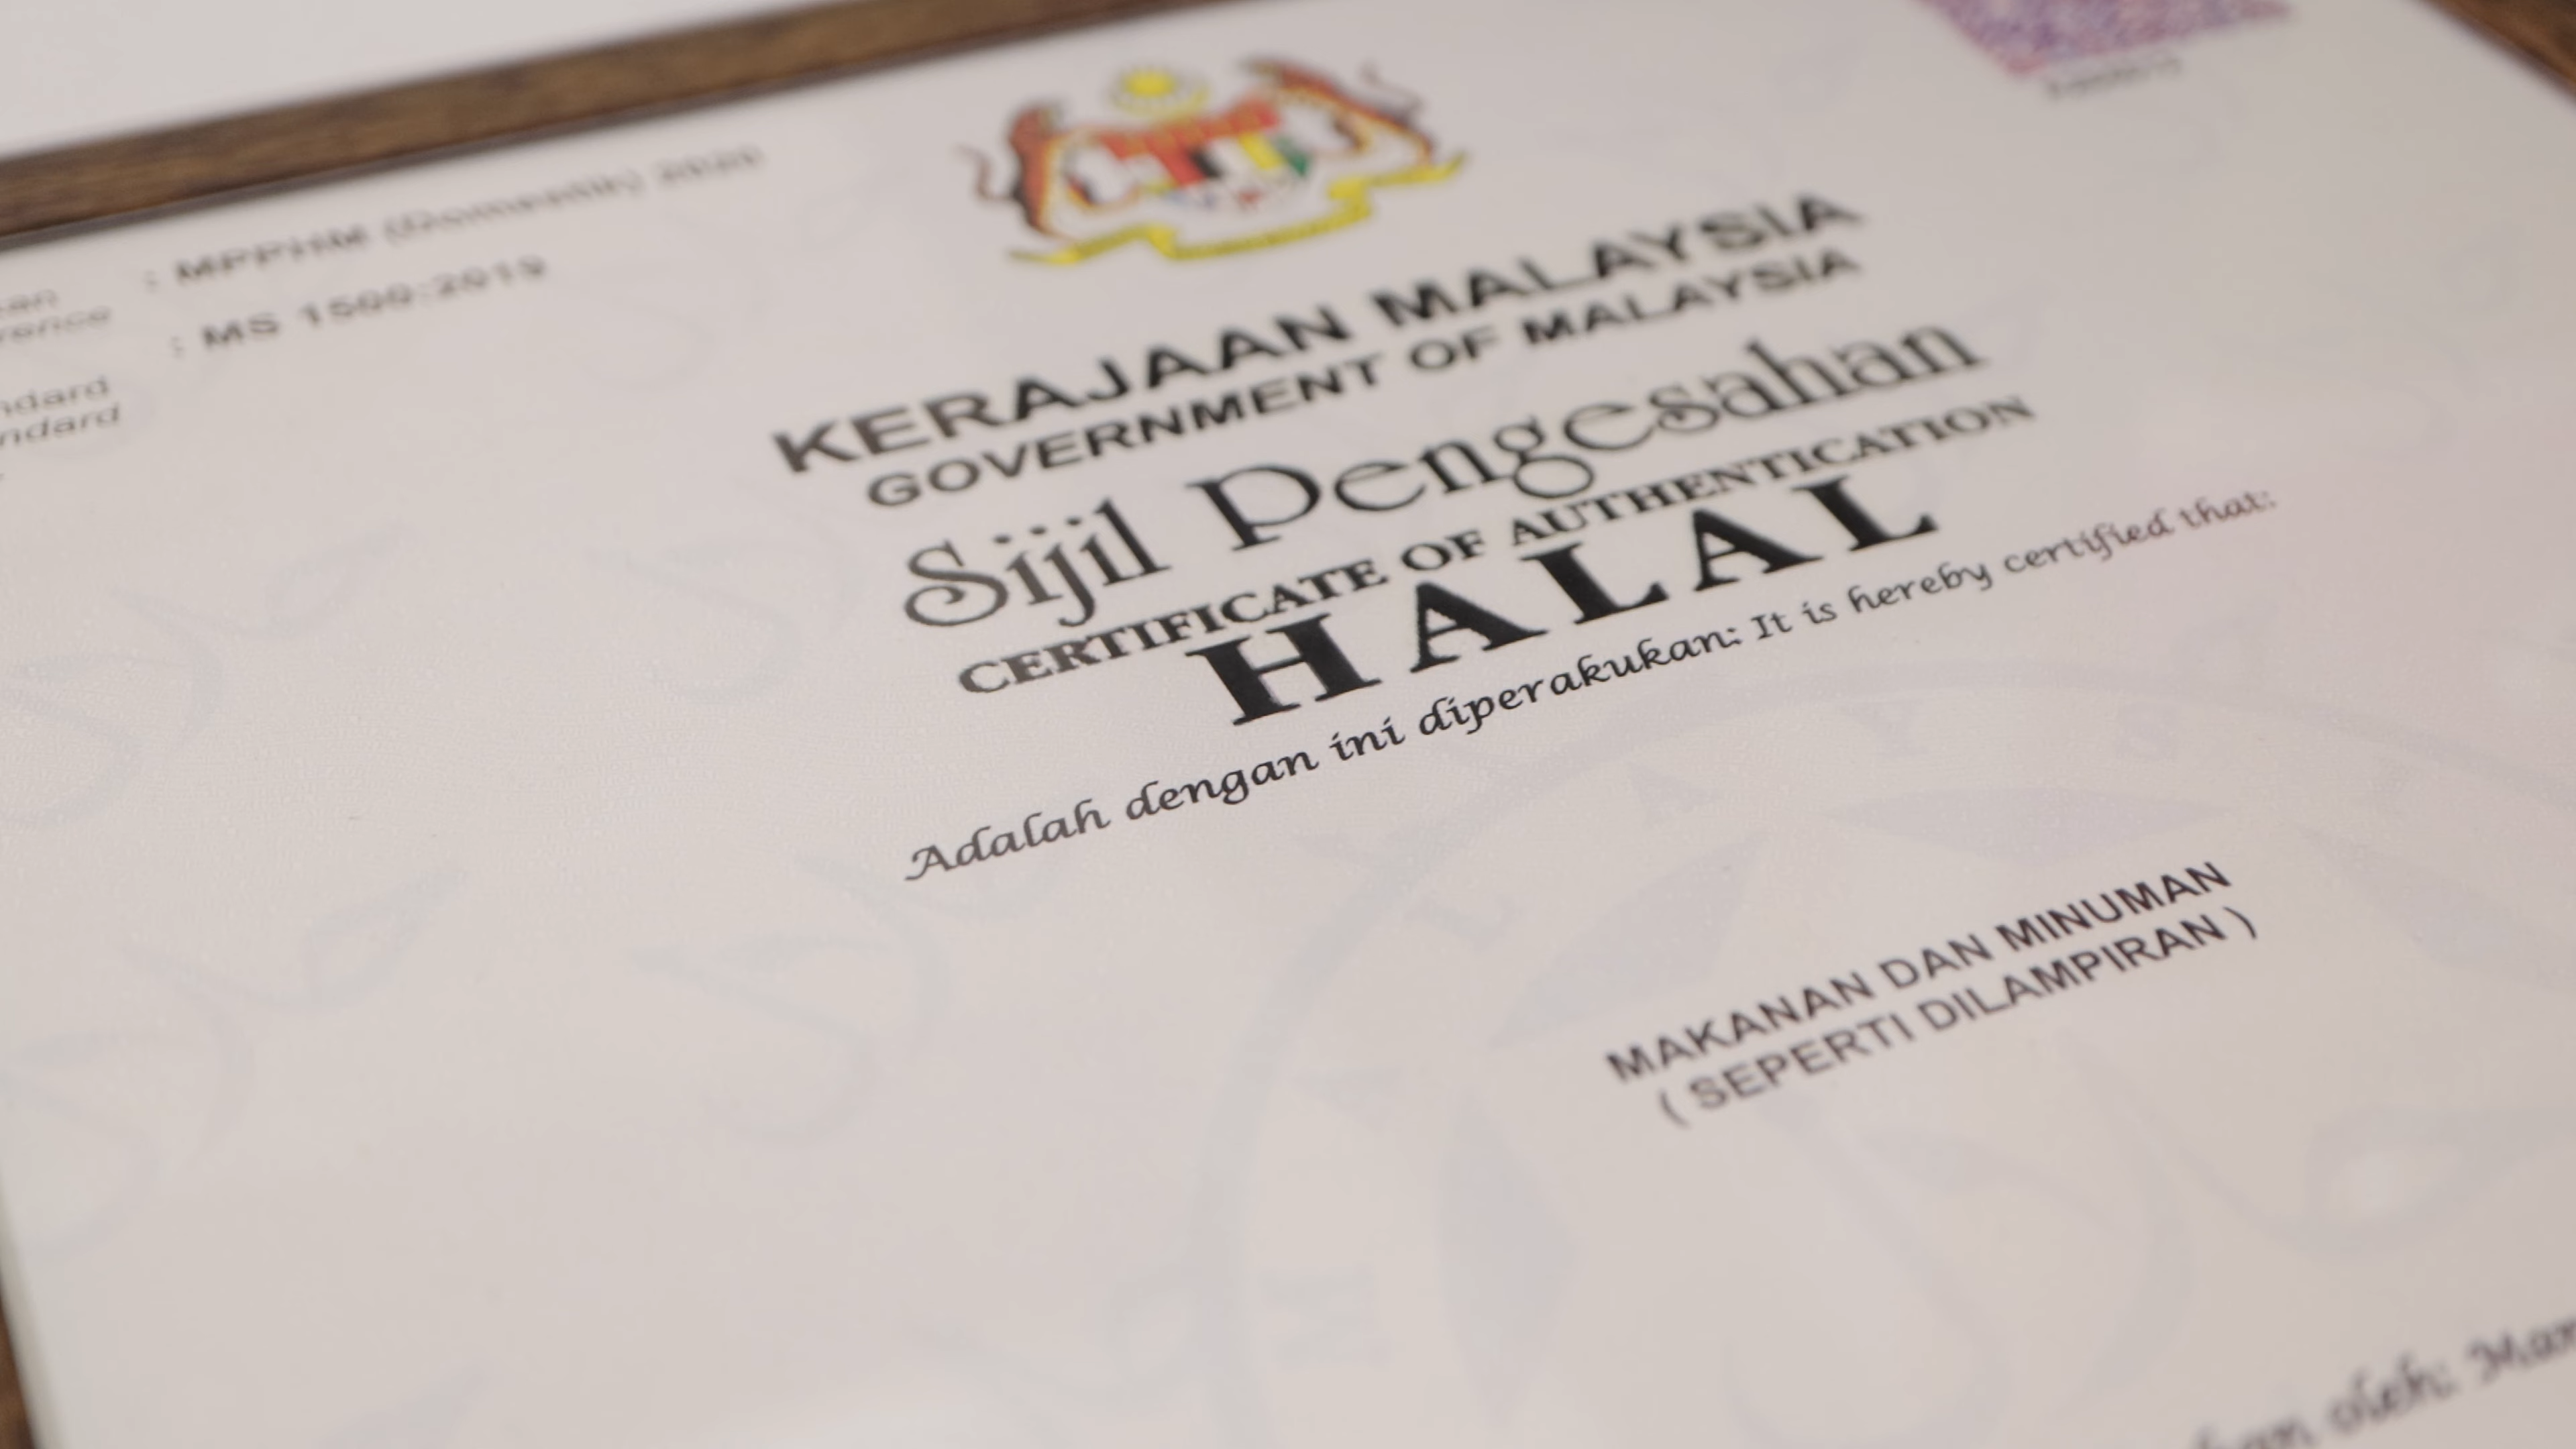 : MPPHM (Domestik) 2020
: MS 1500:2019
KERAJAAN MALAYSIA
GOVERNMENT OF MALAYSIA
Sijil Pengesahan
CERTIFICATE OF AUTHENTICATION
HALAL
Adalah dengan ini diperakukan: It is hereby certified that:
MAKANAN DAN MINUMAN
( SEPERTI DILAMPIRAN )
oleh: